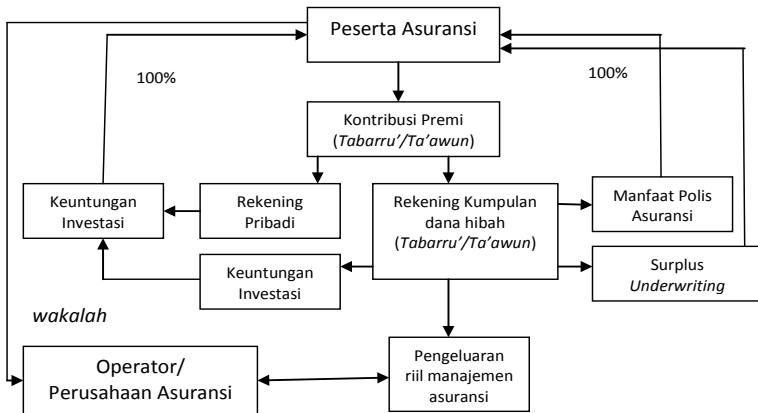 Peserta Asuransi
100%
100%
Kontribusi Premi
(Tabarru'/Ta'awun)
Keuntungan
Investasi
Rekening
Pribadi
Rekening Kumpulan
dana hibah
(Tabarru'/Ta'awun)
Manfaat Polis
Asuransi
Keuntungan
Investasi
Surplus
Underwriting
wakalah
Operator/
Perusahaan Asuransi
Pengeluaran
riil manajemen
asuransi